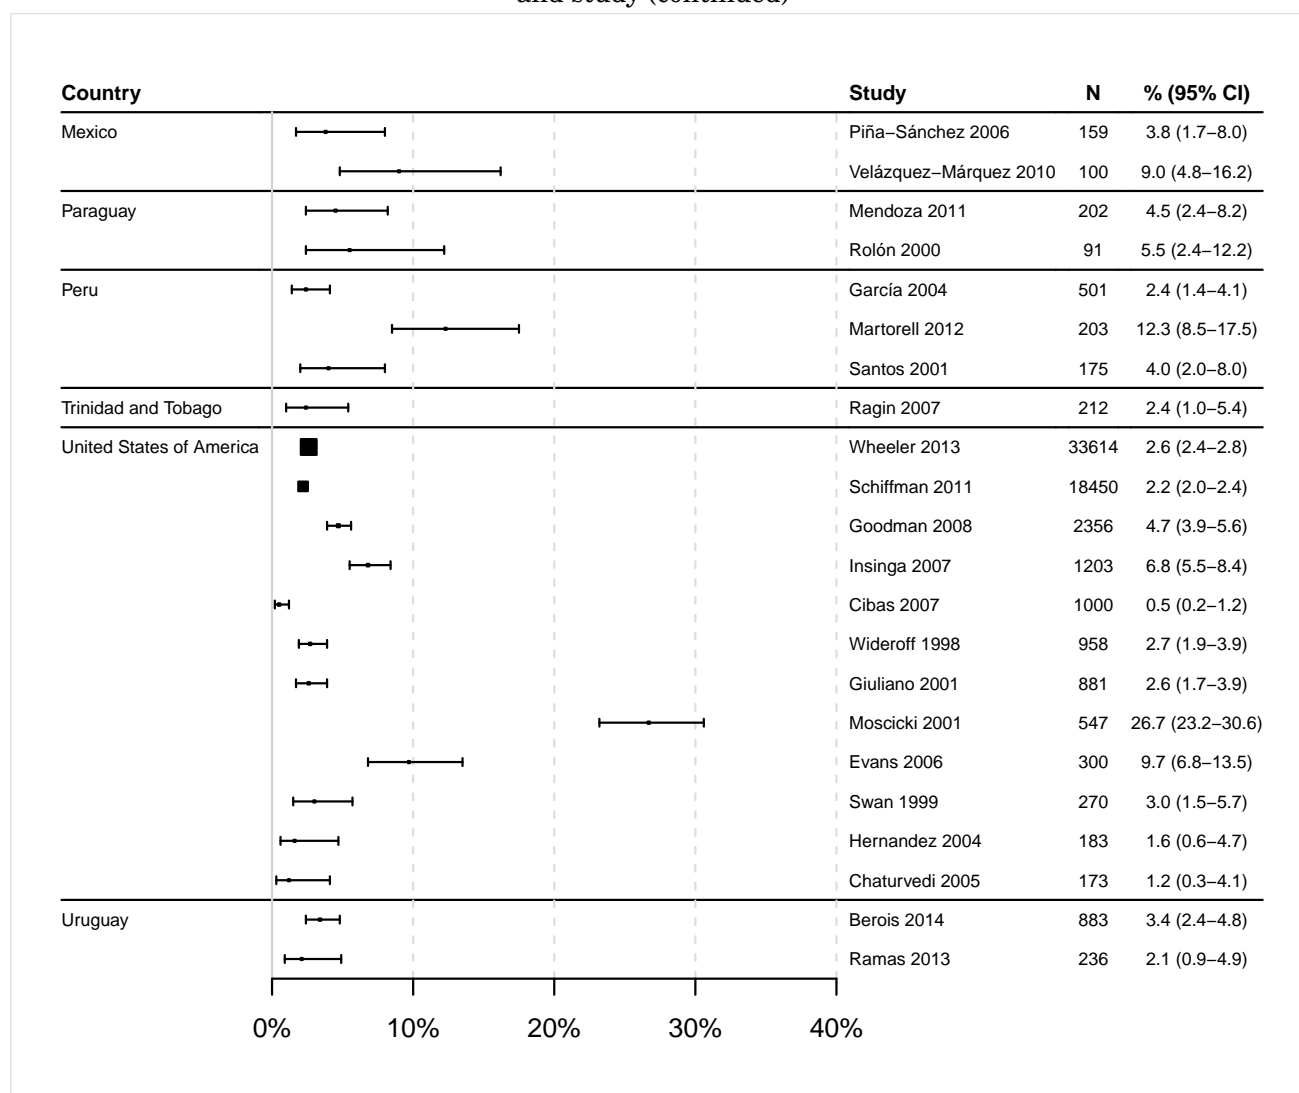 and study (continued)
Country Study N % (95% CI)
Mexico Piña−Sánchez 2006 159 3.8 (1.7−8.0)
Velázquez−Márquez 2010 100 9.0 (4.8−16.2)
Paraguay Mendoza 2011 202 4.5 (2.4−8.2)
Rolón 2000 91 5.5 (2.4−12.2)
Peru García 2004 501 2.4 (1.4−4.1)
Martorell 2012 203 12.3 (8.5−17.5)
Santos 2001 175 4.0 (2.0−8.0)
Trinidad and Tobago Ragin 2007 212 2.4 (1.0−5.4)
United States of America Wheeler 2013 33614 2.6 (2.4−2.8)
Schiffman 2011 18450 2.2 (2.0−2.4)
Goodman 2008 2356 4.7 (3.9−5.6)
Insinga 2007 1203 6.8 (5.5−8.4)
Cibas 2007 1000 0.5 (0.2−1.2)
Wideroff 1998 958 2.7 (1.9−3.9)
Giuliano 2001 881 2.6 (1.7−3.9)
Moscicki 2001 547 26.7 (23.2−30.6)
Evans 2006 300 9.7 (6.8−13.5)
Swan 1999 270 3.0 (1.5−5.7)
Hernandez 2004 183 1.6 (0.6−4.7)
Chaturvedi 2005 173 1.2 (0.3−4.1)
Uruguay Berois 2014 883 3.4 (2.4−4.8)
Ramas 2013 236 2.1 (0.9−4.9)
0% 10% 20% 30% 40%